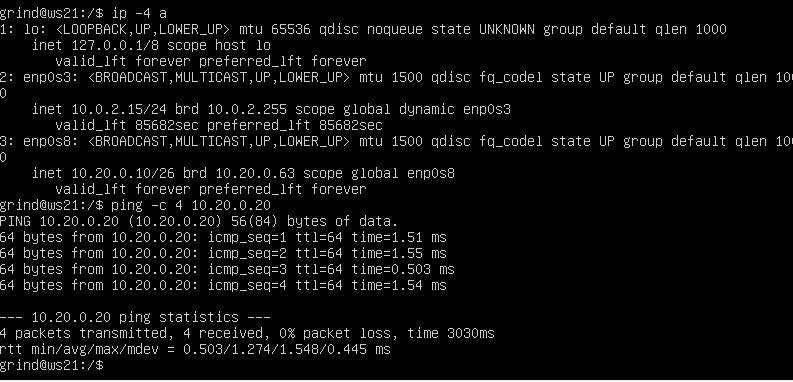 grind@ws21:/$ ip -4 a
1: lo: <LOOPBACK,UP,LOWER_UP> mtu 65536 qdisc noqueue state UNKNOWN group default qlen 1000
    inet 127.0.0.1/8 scope host lo
       valid_lft forever preferred_lft forever
2: enp0s3: <BROADCAST,MULTICAST,UP,LOWER_UP> mtu 1500 qdisc fq_codel state UP group default qlen 100
0
    inet 10.0.2.15/24 brd 10.0.2.255 scope global dynamic enp0s3
       valid_lft 85682sec preferred_lft 85682sec
3: enp0s8: <BROADCAST,MULTICAST,UP,LOWER_UP> mtu 1500 qdisc fq_codel state UP group default qlen 100
0
    inet 10.20.0.10/26 brd 10.20.0.63 scope global enp0s8
       valid_lft forever preferred_lft forever
grind@ws21:/$ ping -c 4 10.20.0.20
PING 10.20.0.20 (10.20.0.20) 56(84) bytes of data.
64 bytes from 10.20.0.20: icmp_seq=1 ttl=64 time=1.51 ms
64 bytes from 10.20.0.20: icmp_seq=2 ttl=64 time=1.55 ms
64 bytes from 10.20.0.20: icmp_seq=3 ttl=64 time=0.503 ms
64 bytes from 10.20.0.20: icmp_seq=4 ttl=64 time=1.54 ms

--- 10.20.0.20 ping statistics ---
4 packets transmitted, 4 received, 0% packet loss, time 3030ms
rtt min/avg/max/mdev = 0.503/1.274/1.548/0.445 ms
grind@ws21:/$